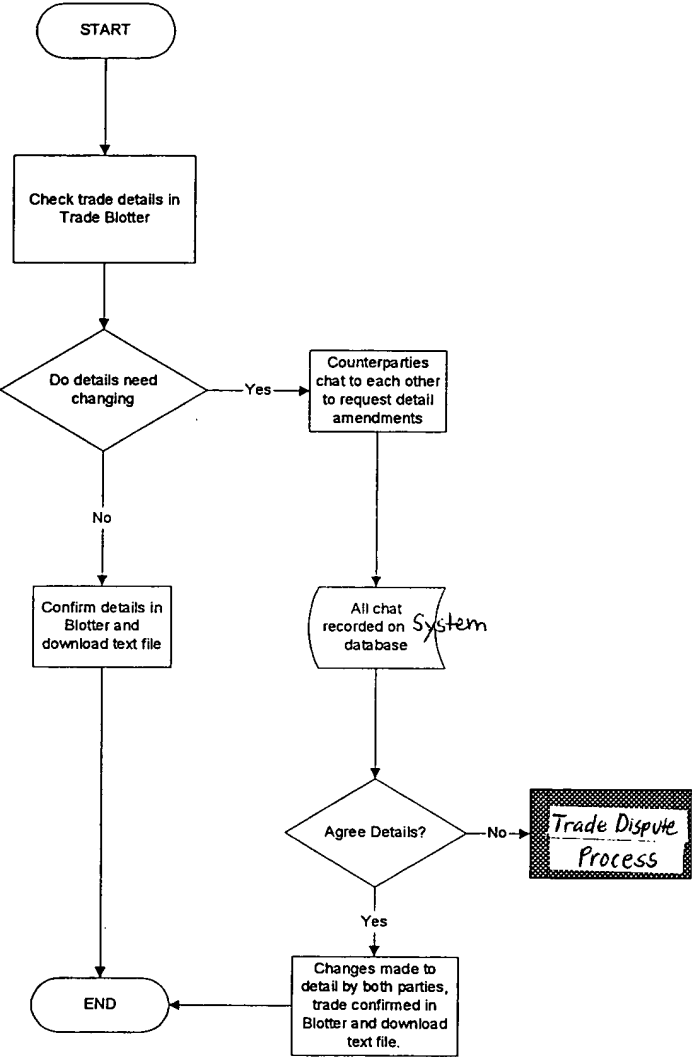 START
Check trade details in
Trade Blotter
Do details need
changing
Yes
Counterparties
chat to each other
to request detail
amendments
No
Confirm details in
Blotter and
download text file
All chat
recorded on System
database
Agree Details?
No
Trade Dispute
Process
Yes
Changes made to
detail by both parties,
trade confirmed in
Blotter and download
text file.
END